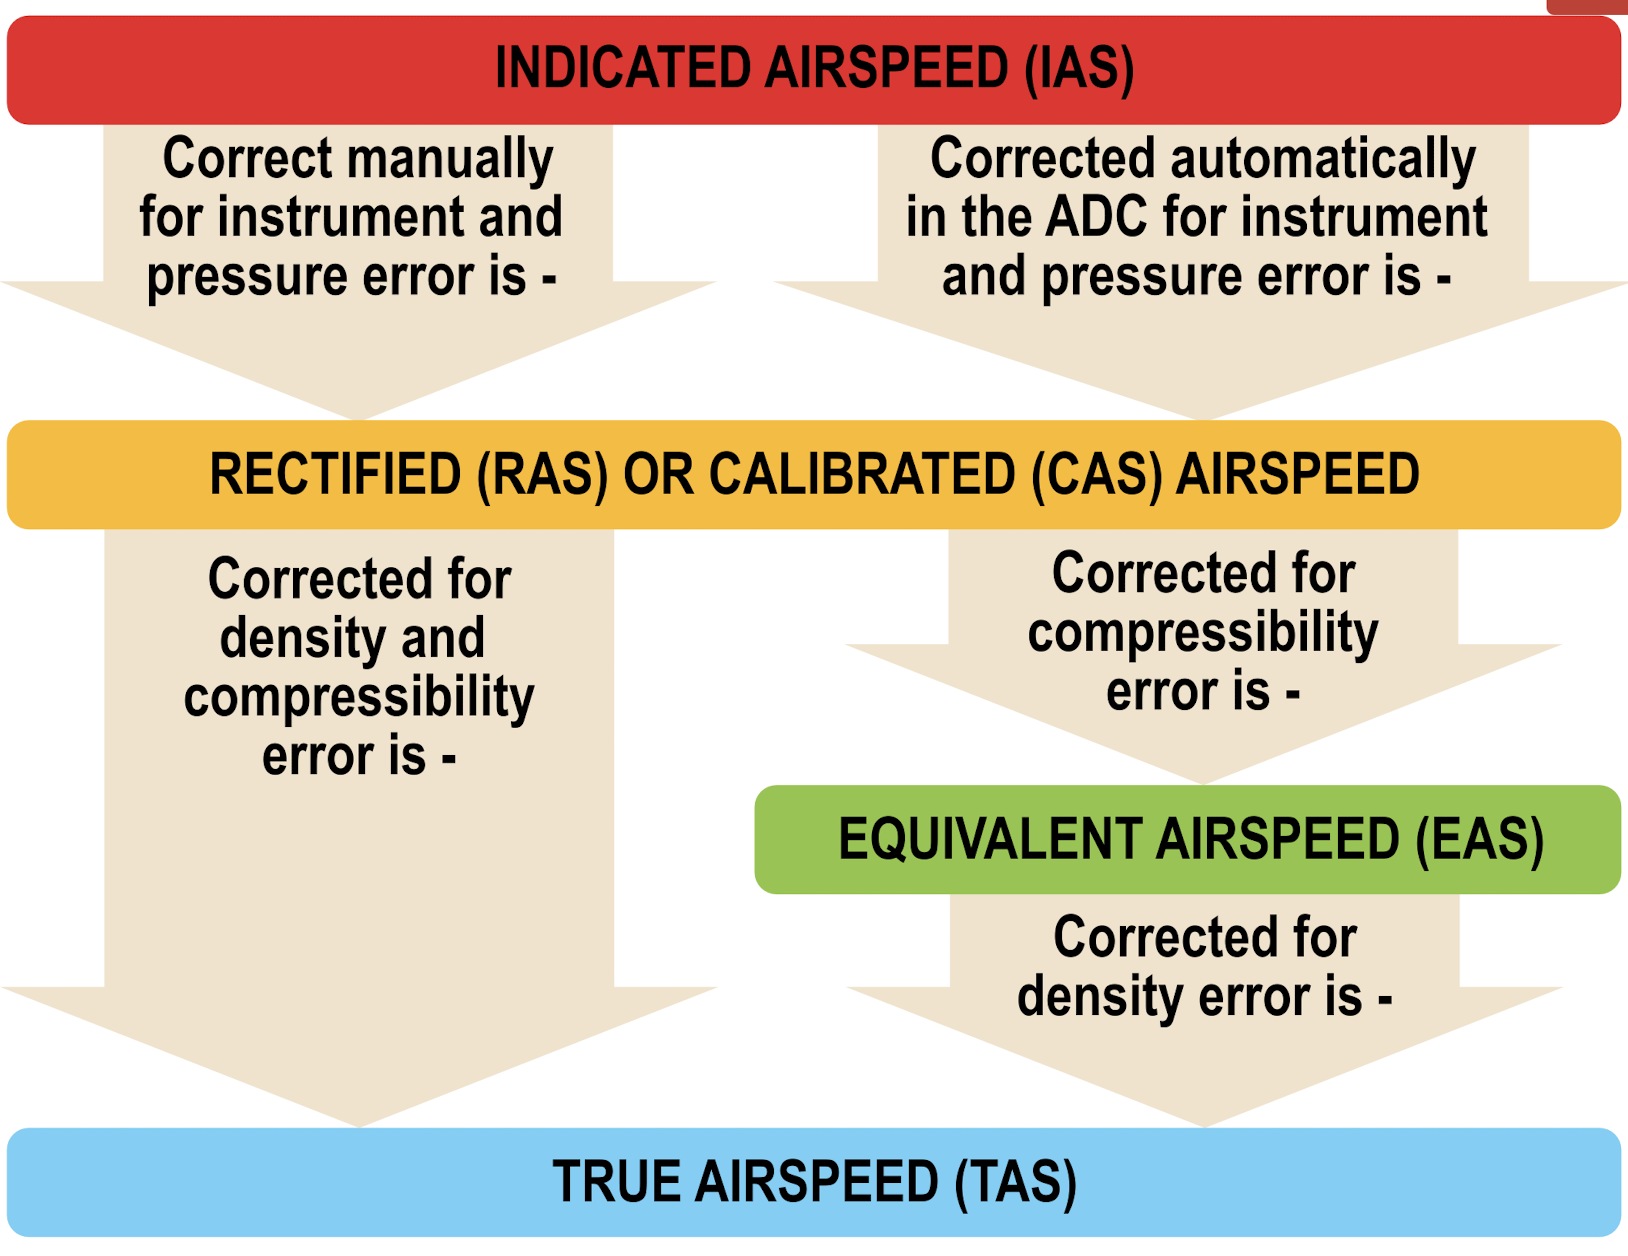 INDICATED AIRSPEED (IAS)
Correct manually
for instrument and
pressure error is -
Corrected automatically
in the ADC for instrument
and pressure error is -
RECTIFIED (RAS) OR CALIBRATED (CAS) AIRSPEED
Corrected for
density and
compressibility
error is -
Corrected for
compressibility
error is -
EQUIVALENT AIRSPEED (EAS)
Corrected for
density error is -
TRUE AIRSPEED (TAS)